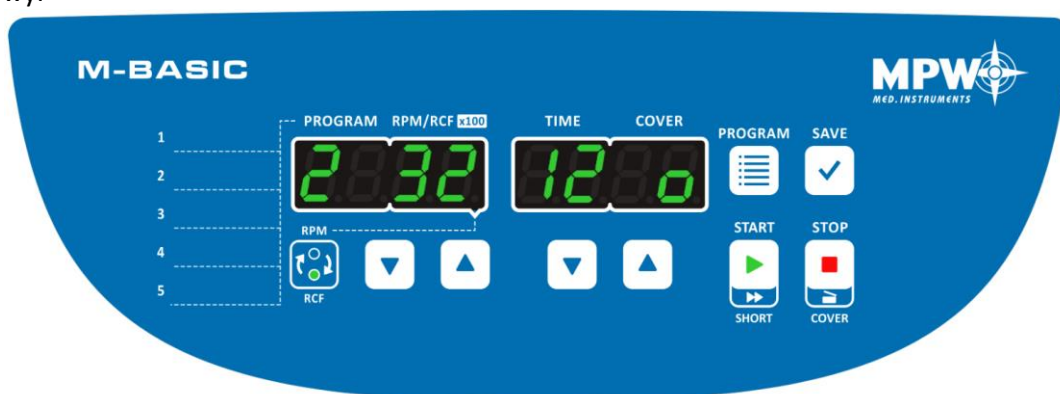 M-BASIC
MPW
MED.INSTRUMENTS
PROGRAM RPM/RCF x100 TIME COVER PROGRAM SAVE
1
2
3
4
5
2 32 12 o
RPM
RCF
START STOP
SHORT COVER